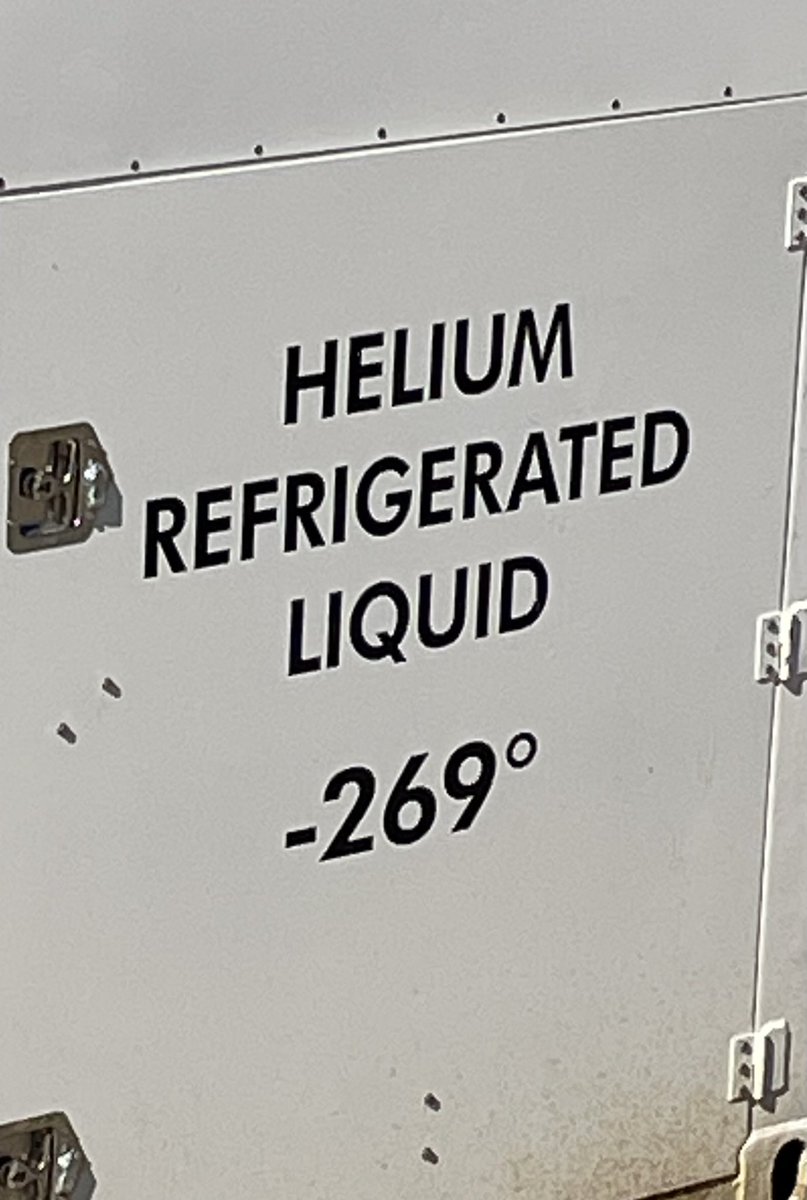 HELIUM
REFRIGERATED
LIQUID
-269°